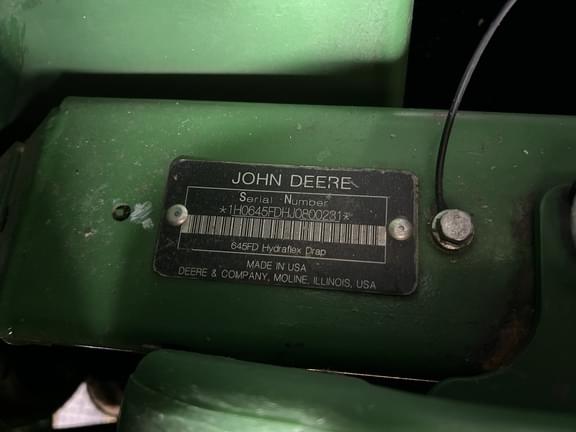 JOHN DEERE
Serial Number
*1H0645FDHJ0800231*
645FD Hydraflex Drap
MADE IN USA
DEERE & COMPANY, MOLINE, ILLINOIS, USA